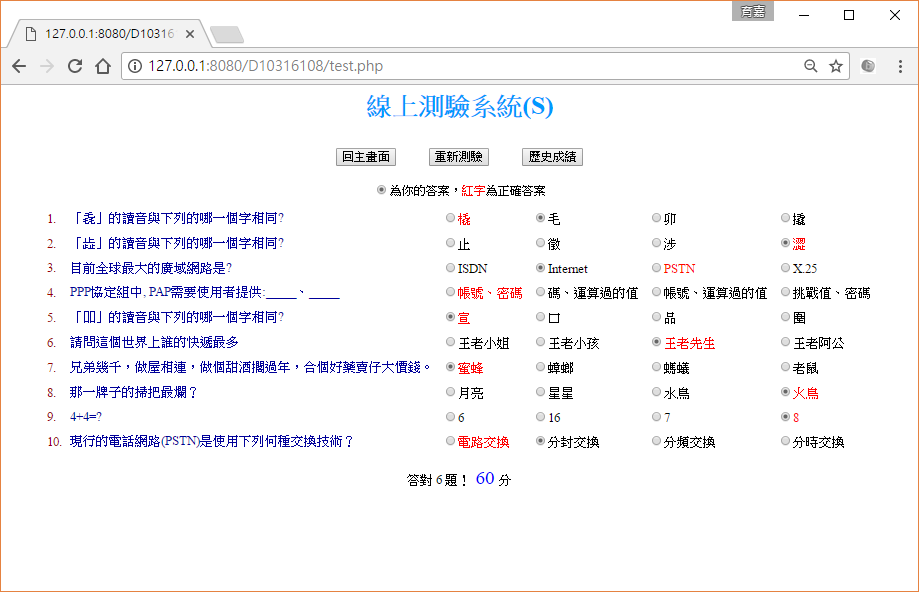 育嘉
127.0.0.1:8080/D10316
127.0.0.1:8080/D10316108/test.php
線上測驗系統(S)
回主畫面 重新測驗 歷史成績
為你的答案，紅字為正確答案
1. 「毳」的讀音與下列的哪一個字相同? 橇 毛 卯 撬
2. 「歮」的讀音與下列的哪一個字相同? 止 徵 涉 澀
3. 目前全球最大的廣域網路是? ISDN Internet PSTN X.25
4. PPP協定組中, PAP需要使用者提供:_____、_____ 帳號、密碼 碼、運算過的值 帳號、運算過的值 挑戰值、密碼
5. 「吅」的讀音與下列的哪一個字相同? 宣 口 品 圍
6. 請問這個世界上誰的快遞最多 王老小姐 王老小孩 王老先生 王老阿公
7. 兄弟幾千，做屋相連，做個甜酒擱過年，合個好藥賣仔大價錢。 蜜蜂 蟑螂 螞蟻 老鼠
8. 那一牌子的掃把最爛？ 月亮 星星 水鳥 火鳥
9. 4+4=? 6 16 7 8
10. 現行的電話網路(PSTN)是使用下列何種交換技術？ 電路交換 分封交換 分頻交換 分時交換
答對 6 題！ 60 分